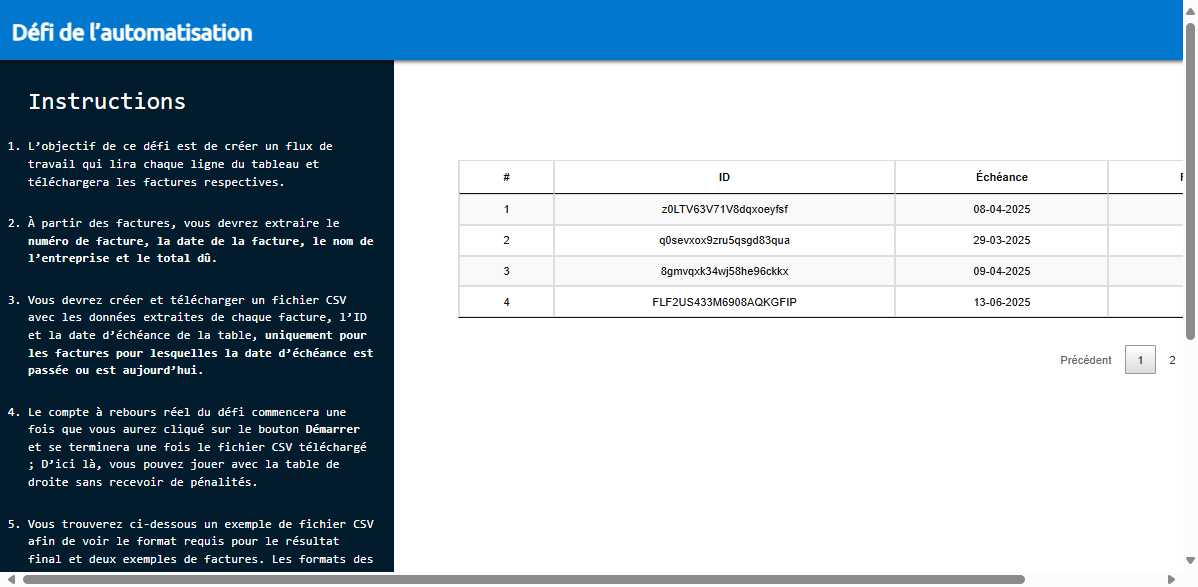 Défi de l’automatisation
Instructions
1. L’objectif de ce défi est de créer un flux de
travail qui lira chaque ligne du tableau et
téléchargera les factures respectives.
2. À partir des factures, vous devrez extraire le
numéro de facture, la date de la facture, le nom de
l’entreprise et le total dû.
3. Vous devrez créer et télécharger un fichier CSV
avec les données extraites de chaque facture, l’ID
et la date d’échéance de la table, uniquement pour
les factures pour lesquelles la date d’échéance est
passée ou est aujourd’hui.
4. Le compte à rebours réel du défi commencera une
fois que vous aurez cliqué sur le bouton Démarrer
et se terminera une fois le fichier CSV téléchargé
; D’ici là, vous pouvez jouer avec la table de
droite sans recevoir de pénalités.
5. Vous trouverez ci-dessous un exemple de fichier CSV
afin de voir le format requis pour le résultat
final et deux exemples de factures. Les formats des
# ID Échéance
1 z0LTV63V71V8dqxoeyfsf 08-04-2025
2 q0sevxox9zru5qsgd83qua 29-03-2025
3 8gmvqxk34wj58he96ckkx 09-04-2025
4 FLF2US433M6908AQKGFIP 13-06-2025
Précédent 1 2